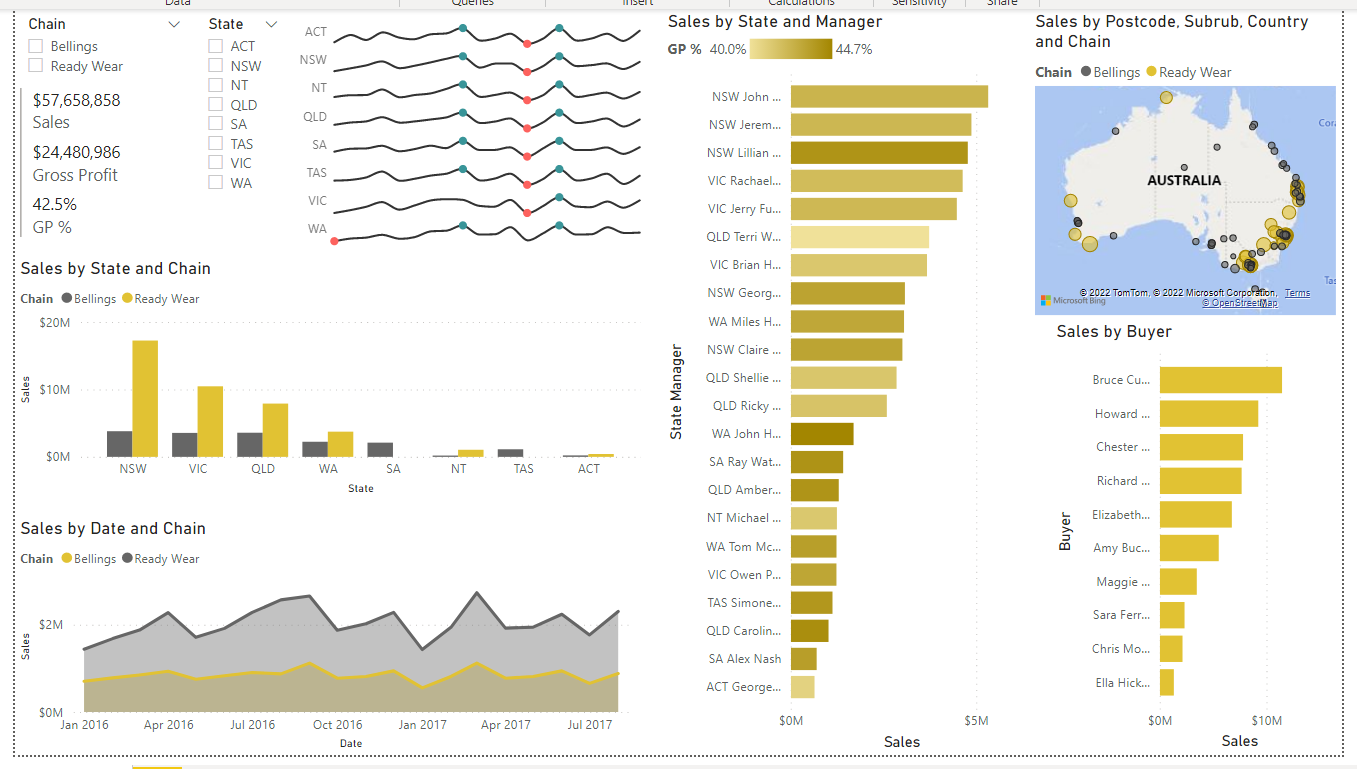 Data Queries Insert Calculations Sensitivity Share
Chain
Bellings
Ready Wear
$57,658,858
Sales
$24,480,986
Gross Profit
42.5%
GP %
State
ACT
NSW
NT
QLD
SA
TAS
VIC
WA
ACT
NSW
NT
QLD
SA
TAS
VIC
WA
Sales by State and Chain
Chain Bellings Ready Wear
$20M
$10M
$0M
Sales
NSW VIC QLD WA SA NT TAS ACT
State
Sales by Date and Chain
Chain Bellings Ready Wear
$2M
$0M
Sales
Jan 2016 Apr 2016 Jul 2016 Oct 2016 Jan 2017 Apr 2017 Jul 2017
Date
Sales by State and Manager
GP % 40.0% 44.7%
State Manager
NSW John ...
NSW Jerem...
NSW Lillian ...
VIC Rachael...
VIC Jerry Fu...
QLD Terri W...
VIC Brian H...
NSW Georg...
WA Miles H...
NSW Claire ...
QLD Shellie ...
QLD Ricky ...
WA John H...
SA Ray Wat...
QLD Amber...
NT Michael ...
WA Tom Mc...
VIC Owen P...
TAS Simone...
QLD Carolin...
SA Alex Nash
ACT George...
$0M $5M
Sales
Sales by Postcode, Subrub, Country
and Chain
Chain Bellings Ready Wear
Cor
AUSTRALIA
Tas
© 2022 TomTom, © 2022 Microsoft Corporation, Terms
Microsoft Bing © OpenStreetMap
Sales by Buyer
Buyer
Bruce Cu...
Howard ...
Chester ...
Richard ...
Elizabeth...
Amy Buc...
Maggie ...
Sara Ferr...
Chris Mo...
Ella Hick...
$0M $10M
Sales